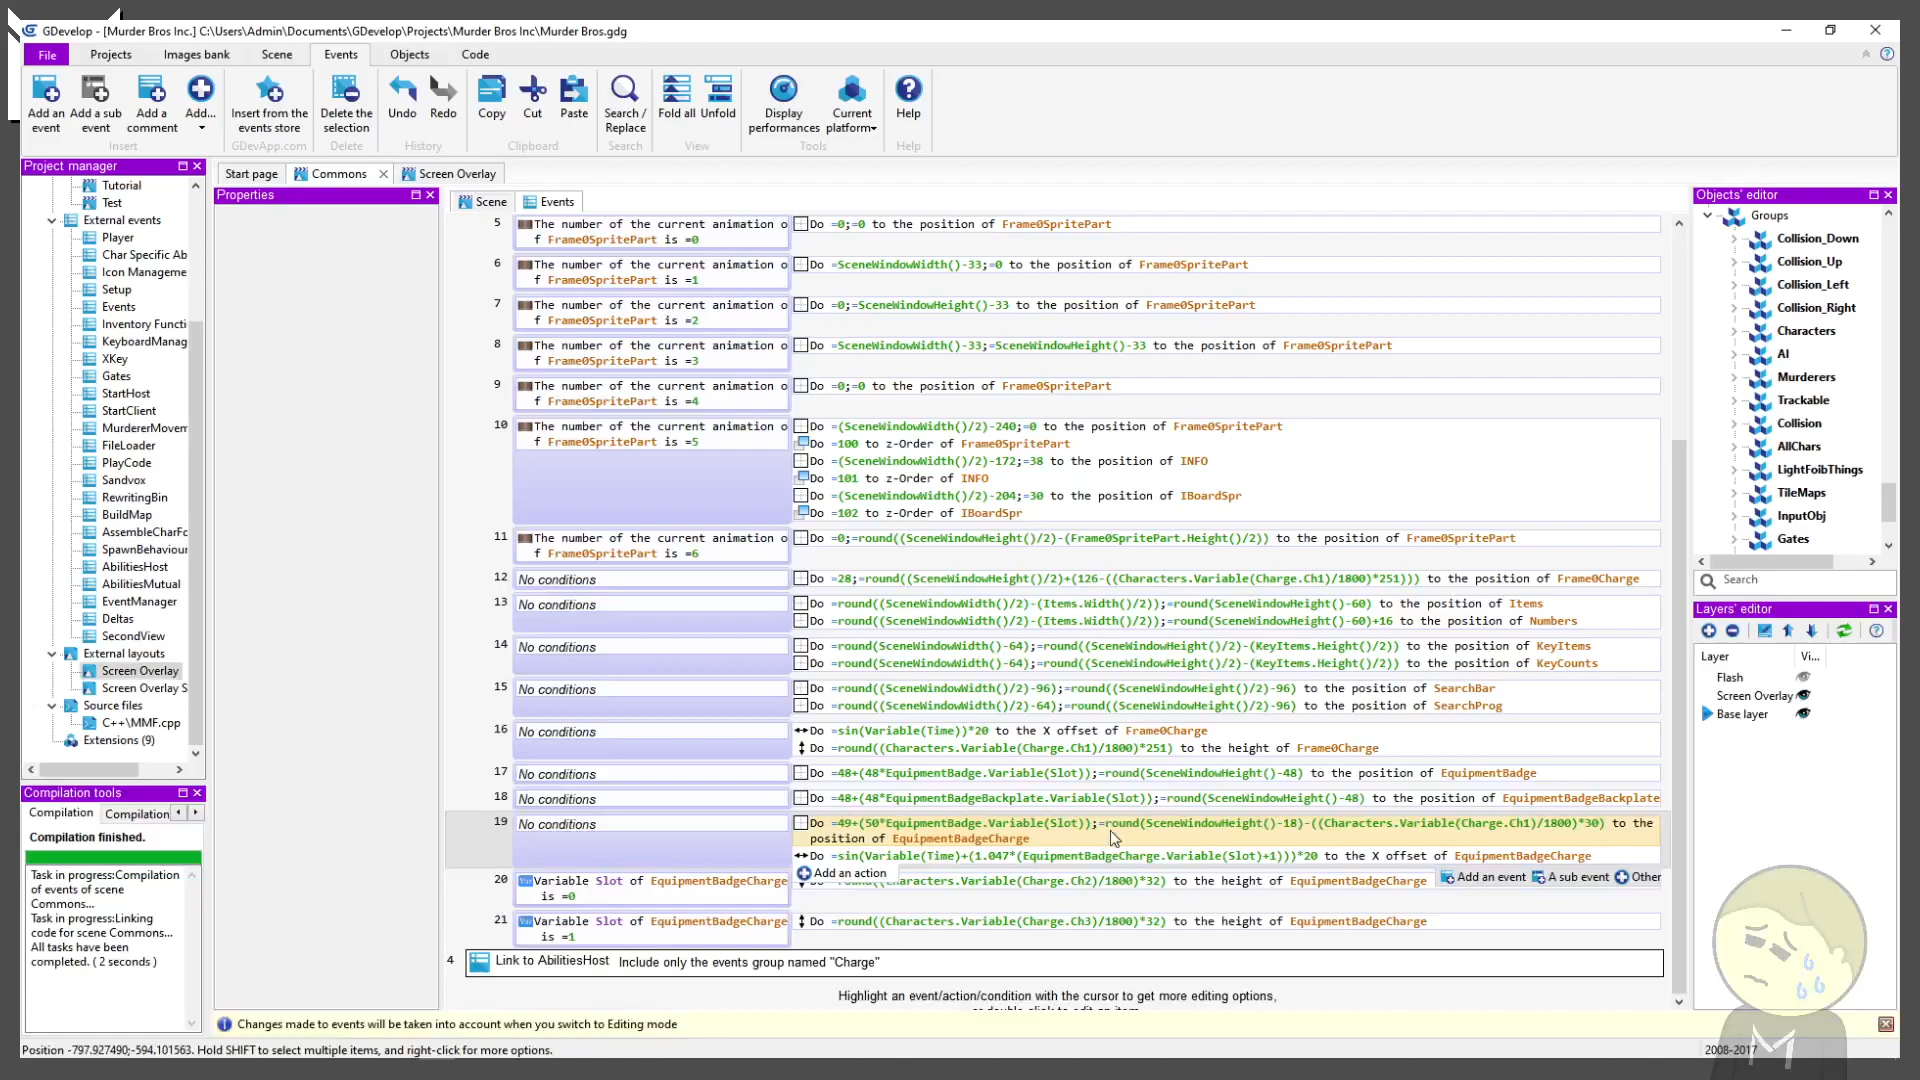 GDevelop - [Murder Bros Inc.] C:\Users\Admin\Documents\GDevelop\Projects\Murder Bros Inc\Murder Bros.gdg
File Projects Images bank Scene Events Objects Code
Add an event
Add a sub event
Add a comment
Add...
Insert from the events store
Delete the selection
Undo
Redo
Copy
Cut
Paste
Search / Replace
Fold all
Unfold
Display performances
Current platform
Help
Insert GDevApp.com Delete History Clipboard Search View Tools Help
Project manager
Tutorial
Test
External events
Player
Char Specific Ab
Icon Manageme
Setup
Events
Inventory Functi
KeyboardManag
XKey
Gates
StartHost
StartClient
MurdererMovem
FileLoader
PlayCode
Sandvox
RewritingBin
BuildMap
AssembleCharFc
SpawnBehaviour
AbilitiesHost
AbilitiesMutual
EventManager
Deltas
SecondView
External layouts
Screen Overlay
Screen Overlay S
Source files
C++\MMF.cpp
Extensions (9)
Compilation tools
Compilation Compilation
Compilation finished.
Task in progress:Compilation
of events of scene
Commons...
Task in progress:Linking
code for scene Commons...
All tasks have been
completed. ( 2 seconds )
Start page Commons Screen Overlay
Properties
Scene Events
5 The number of the current animation o
f Frame0SpritePart is =0
Do =0;=0 to the position of Frame0SpritePart
6 The number of the current animation o
f Frame0SpritePart is =1
Do =SceneWindowWidth()-33;=0 to the position of Frame0SpritePart
7 The number of the current animation o
f Frame0SpritePart is =2
Do =0;=SceneWindowHeight()-33 to the position of Frame0SpritePart
8 The number of the current animation o
f Frame0SpritePart is =3
Do =SceneWindowWidth()-33;=SceneWindowHeight()-33 to the position of Frame0SpritePart
9 The number of the current animation o
f Frame0SpritePart is =4
Do =0;=0 to the position of Frame0SpritePart
10 The number of the current animation o
f Frame0SpritePart is =5
Do =(SceneWindowWidth()/2)-240;=0 to the position of Frame0SpritePart
Do =100 to z-Order of Frame0SpritePart
Do =(SceneWindowWidth()/2)-172;=38 to the position of INFO
Do =101 to z-Order of INFO
Do =(SceneWindowWidth()/2)-204;=30 to the position of IBoardSpr
Do =102 to z-Order of IBoardSpr
11 The number of the current animation o
f Frame0SpritePart is =6
Do =0;=round((SceneWindowHeight()/2)-(Frame0SpritePart.Height()/2)) to the position of Frame0SpritePart
12 No conditions Do =28;=round((SceneWindowHeight()/2)+(126-((Characters.Variable(Charge.Ch1)/1800)*251))) to the position of Frame0Charge
13 No conditions Do =round((SceneWindowWidth()/2)-(Items.Width()/2));=round(SceneWindowHeight()-60) to the position of Items
Do =round((SceneWindowWidth()/2)-(Items.Width()/2));=round(SceneWindowHeight()-60)+16 to the position of Numbers
14 No conditions Do =round(SceneWindowWidth()-64);=round((SceneWindowHeight()/2)-(KeyItems.Height()/2)) to the position of KeyItems
Do =round(SceneWindowWidth()-64);=round((SceneWindowHeight()/2)-(KeyItems.Height()/2)) to the position of KeyCounts
15 No conditions Do =round((SceneWindowWidth()/2)-96);=round((SceneWindowHeight()/2)-96) to the position of SearchBar
Do =round((SceneWindowWidth()/2)-64);=round((SceneWindowHeight()/2)-96) to the position of SearchProg
16 No conditions Do =sin(Variable(Time))*20 to the X offset of Frame0Charge
Do =round((Characters.Variable(Charge.Ch1)/1800)*251) to the height of Frame0Charge
17 No conditions Do =48+(48*EquipmentBadge.Variable(Slot));=round(SceneWindowHeight()-48) to the position of EquipmentBadge
18 No conditions Do =48+(48*EquipmentBadgeBackplate.Variable(Slot));=round(SceneWindowHeight()-48) to the position of EquipmentBadgeBackplate
19 No conditions Do =49+(50*EquipmentBadge.Variable(Slot));=round(SceneWindowHeight()-18)-((Characters.Variable(Charge.Ch1)/1800)*30) to the
position of EquipmentBadgeCharge
Do =sin(Variable(Time)+(1.047*(EquipmentBadgeCharge.Variable(Slot)+1)))*20 to the X offset of EquipmentBadgeCharge
Add an action
Add an event A sub event Other
20 Variable Slot of EquipmentBadgeCharge
is =0
(Characters.Variable(Charge.Ch2)/1800)*32) to the height of EquipmentBadgeCharge
21 Variable Slot of EquipmentBadgeCharge
is =1
Do =round((Characters.Variable(Charge.Ch3)/1800)*32) to the height of EquipmentBadgeCharge
4 Link to AbilitiesHost Include only the events group named "Charge"
Highlight an event/action/condition with the cursor to get more editing options,
Changes made to events will be taken into account when you switch to Editing mode
Position -797.927490;-594.101563. Hold SHIFT to select multiple items, and right-click for more options.
2008-2017
Objects' editor
Groups
Collision_Down
Collision_Up
Collision_Left
Collision_Right
Characters
AI
Murderers
Trackable
Collision
AllChars
LightFoibThings
TileMaps
InputObj
Gates
Search
Layers' editor
Layer Vi...
Flash
Screen Overlay
Base layer